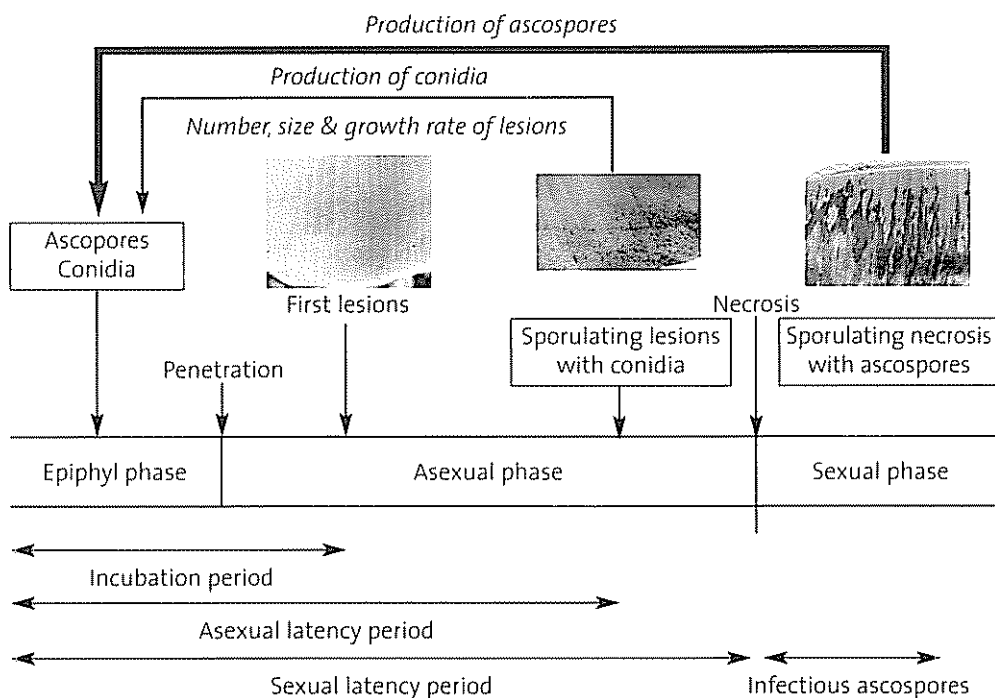 Production of ascospores
Production of conidia
Number, size & growth rate of lesions
Ascopores
Conidia
First lesions
Necrosis
Sporulating lesions
with conidia
Sporulating necrosis
with ascospores
Penetration
Epiphyl phase
Asexual phase
Sexual phase
Incubation period
Asexual latency period
Sexual latency period
Infectious ascospores